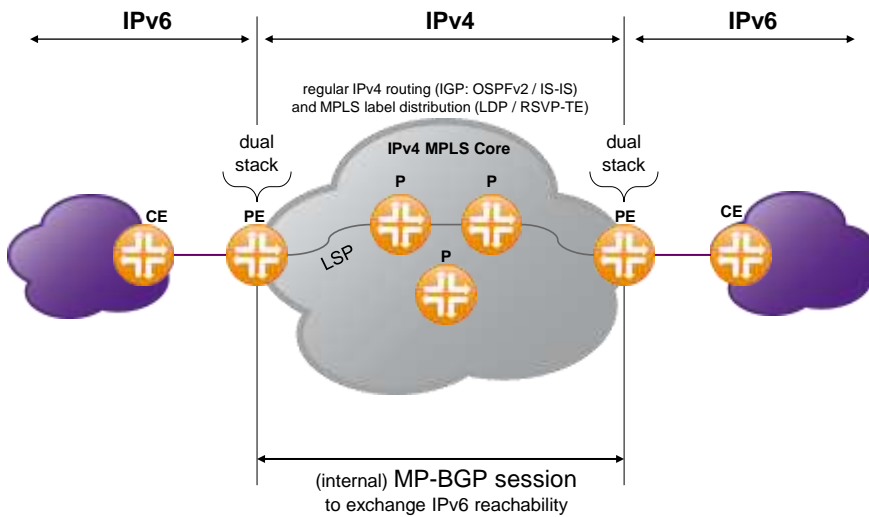 IPv6
IPv4
IPv6
regular IPv4 routing (IGP: OSPFv2 / IS-IS)
and MPLS label distribution (LDP / RSVP-TE)
dual
stack
IPv4 MPLS Core
dual
stack
P
P
CE
PE
PE
CE
LSP
P
(internal) MP-BGP session
to exchange IPv6 reachability